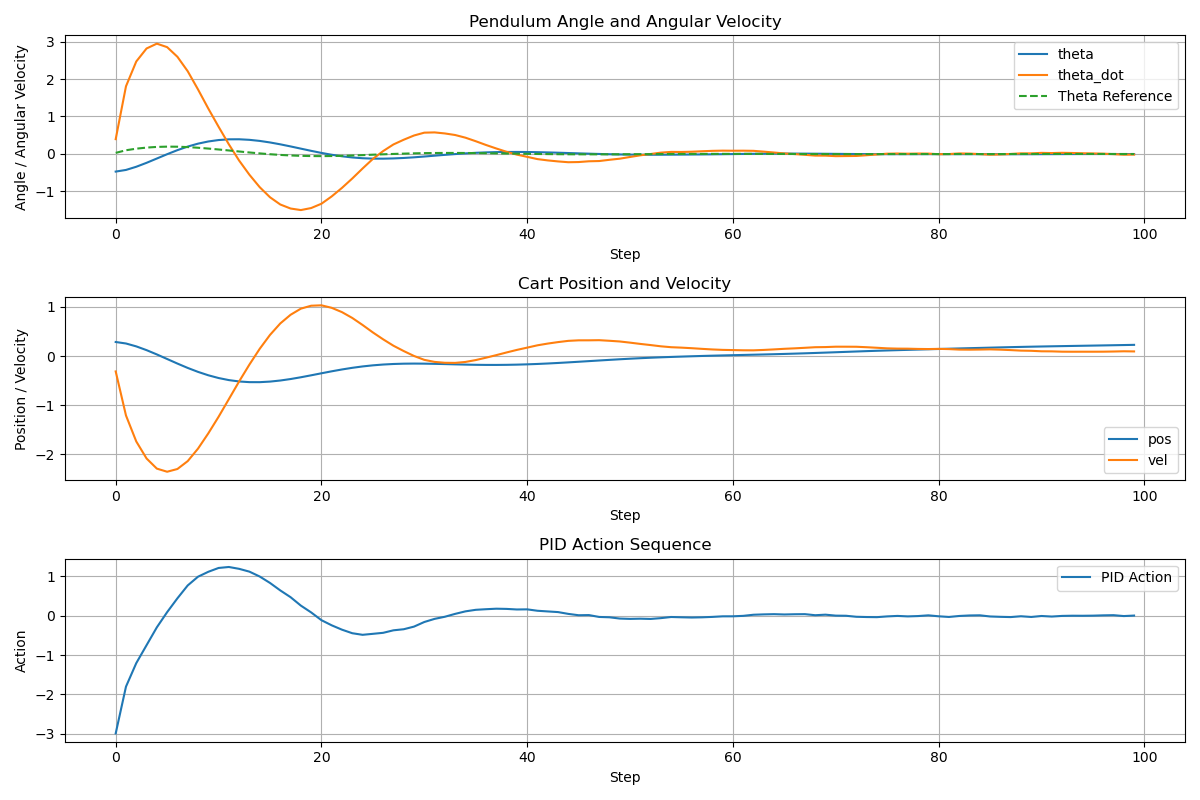 Pendulum Angle and Angular Velocity
Angle / Angular Velocity
3
2
1
0
−1
theta
theta_dot
Theta Reference
0 20 40 60 80 100
Step
Cart Position and Velocity
Position / Velocity
1
0
−1
−2
pos
vel
0 20 40 60 80 100
Step
PID Action Sequence
Action
1
0
−1
−2
−3
PID Action
0 20 40 60 80 100
Step